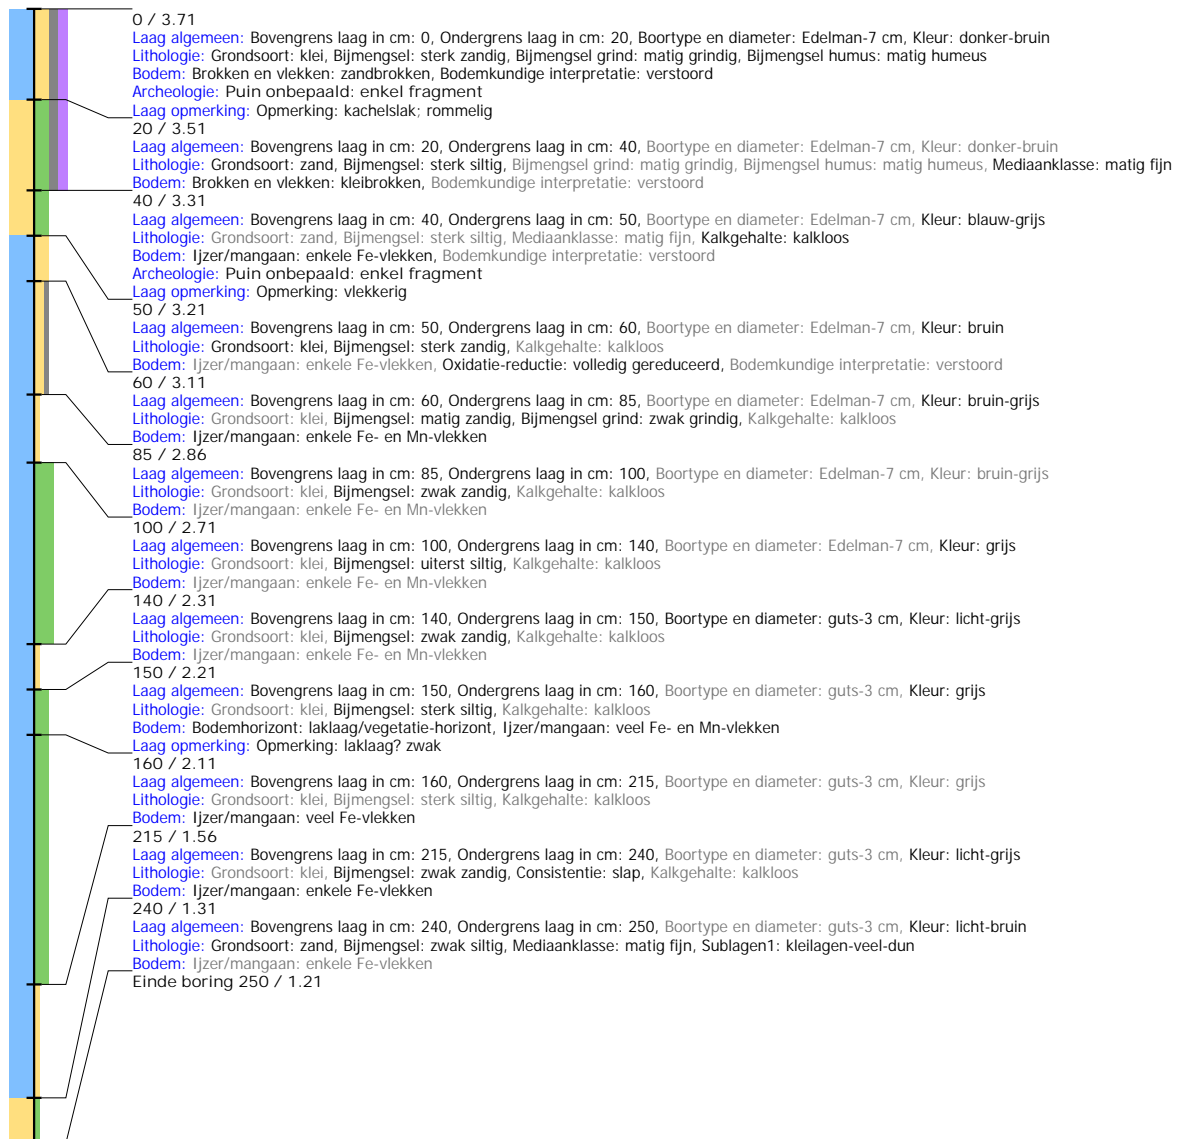 0 / 3.71
Laag algemeen: Bovengrens laag in cm: 0, Ondergrens laag in cm: 20, Boortype en diameter: Edelman-7 cm, Kleur: donker-bruin
Lithologie: Grondsoort: klei, Bijmengsel: sterk zandig, Bijmengsel grind: matig grindig, Bijmengsel humus: matig humeus
Bodem: Brokken en vlekken: zandbrokken, Bodemkundige interpretatie: verstoord
Archeologie: Puin onbepaald: enkel fragment
Laag opmerking: Opmerking: kachelslak; rommelig
20 / 3.51
Laag algemeen: Bovengrens laag in cm: 20, Ondergrens laag in cm: 40, Boortype en diameter: Edelman-7 cm, Kleur: donker-bruin
Lithologie: Grondsoort: zand, Bijmengsel: sterk siltig, Bijmengsel grind: matig grindig, Bijmengsel humus: matig humeus, Mediaanklasse: matig fijn
Bodem: Brokken en vlekken: kleibrokken, Bodemkundige interpretatie: verstoord
40 / 3.31
Laag algemeen: Bovengrens laag in cm: 40, Ondergrens laag in cm: 50, Boortype en diameter: Edelman-7 cm, Kleur: blauw-grijs
Lithologie: Grondsoort: zand, Bijmengsel: sterk siltig, Mediaanklasse: matig fijn, Kalkgehalte: kalkloos
Bodem: Ijzer/mangaan: enkele Fe-vlekken, Bodemkundige interpretatie: verstoord
Archeologie: Puin onbepaald: enkel fragment
Laag opmerking: Opmerking: vlekkerig
50 / 3.21
Laag algemeen: Bovengrens laag in cm: 50, Ondergrens laag in cm: 60, Boortype en diameter: Edelman-7 cm, Kleur: bruin
Lithologie: Grondsoort: klei, Bijmengsel: sterk zandig, Kalkgehalte: kalkloos
Bodem: Ijzer/mangaan: enkele Fe-vlekken, Oxidatie-reductie: volledig gereduceerd, Bodemkundige interpretatie: verstoord
60 / 3.11
Laag algemeen: Bovengrens laag in cm: 60, Ondergrens laag in cm: 85, Boortype en diameter: Edelman-7 cm, Kleur: bruin-grijs
Lithologie: Grondsoort: klei, Bijmengsel: matig zandig, Bijmengsel grind: zwak grindig, Kalkgehalte: kalkloos
Bodem: Ijzer/mangaan: enkele Fe- en Mn-vlekken
85 / 2.86
Laag algemeen: Bovengrens laag in cm: 85, Ondergrens laag in cm: 100, Boortype en diameter: Edelman-7 cm, Kleur: bruin-grijs
Lithologie: Grondsoort: klei, Bijmengsel: zwak zandig, Kalkgehalte: kalkloos
Bodem: Ijzer/mangaan: enkele Fe- en Mn-vlekken
100 / 2.71
Laag algemeen: Bovengrens laag in cm: 100, Ondergrens laag in cm: 140, Boortype en diameter: Edelman-7 cm, Kleur: grijs
Lithologie: Grondsoort: klei, Bijmengsel: uiterst siltig, Kalkgehalte: kalkloos
Bodem: Ijzer/mangaan: enkele Fe- en Mn-vlekken
140 / 2.31
Laag algemeen: Bovengrens laag in cm: 140, Ondergrens laag in cm: 150, Boortype en diameter: guts-3 cm, Kleur: licht-grijs
Lithologie: Grondsoort: klei, Bijmengsel: zwak zandig, Kalkgehalte: kalkloos
Bodem: Ijzer/mangaan: enkele Fe- en Mn-vlekken
150 / 2.21
Laag algemeen: Bovengrens laag in cm: 150, Ondergrens laag in cm: 160, Boortype en diameter: guts-3 cm, Kleur: grijs
Lithologie: Grondsoort: klei, Bijmengsel: sterk siltig, Kalkgehalte: kalkloos
Bodem: Bodemhorizont: laklaag/vegetatie-horizont, Ijzer/mangaan: veel Fe- en Mn-vlekken
Laag opmerking: Opmerking: laklaag? zwak
160 / 2.11
Laag algemeen: Bovengrens laag in cm: 160, Ondergrens laag in cm: 215, Boortype en diameter: guts-3 cm, Kleur: grijs
Lithologie: Grondsoort: klei, Bijmengsel: sterk siltig, Kalkgehalte: kalkloos
Bodem: Ijzer/mangaan: veel Fe-vlekken
215 / 1.56
Laag algemeen: Bovengrens laag in cm: 215, Ondergrens laag in cm: 240, Boortype en diameter: guts-3 cm, Kleur: licht-grijs
Lithologie: Grondsoort: klei, Bijmengsel: zwak zandig, Consistentie: slap, Kalkgehalte: kalkloos
Bodem: Ijzer/mangaan: enkele Fe-vlekken
240 / 1.31
Laag algemeen: Bovengrens laag in cm: 240, Ondergrens laag in cm: 250, Boortype en diameter: guts-3 cm, Kleur: licht-bruin
Lithologie: Grondsoort: zand, Bijmengsel: zwak siltig, Mediaanklasse: matig fijn, Sublagen1: kleilagen-veel-dun
Bodem: Ijzer/mangaan: enkele Fe-vlekken
Einde boring 250 / 1.21